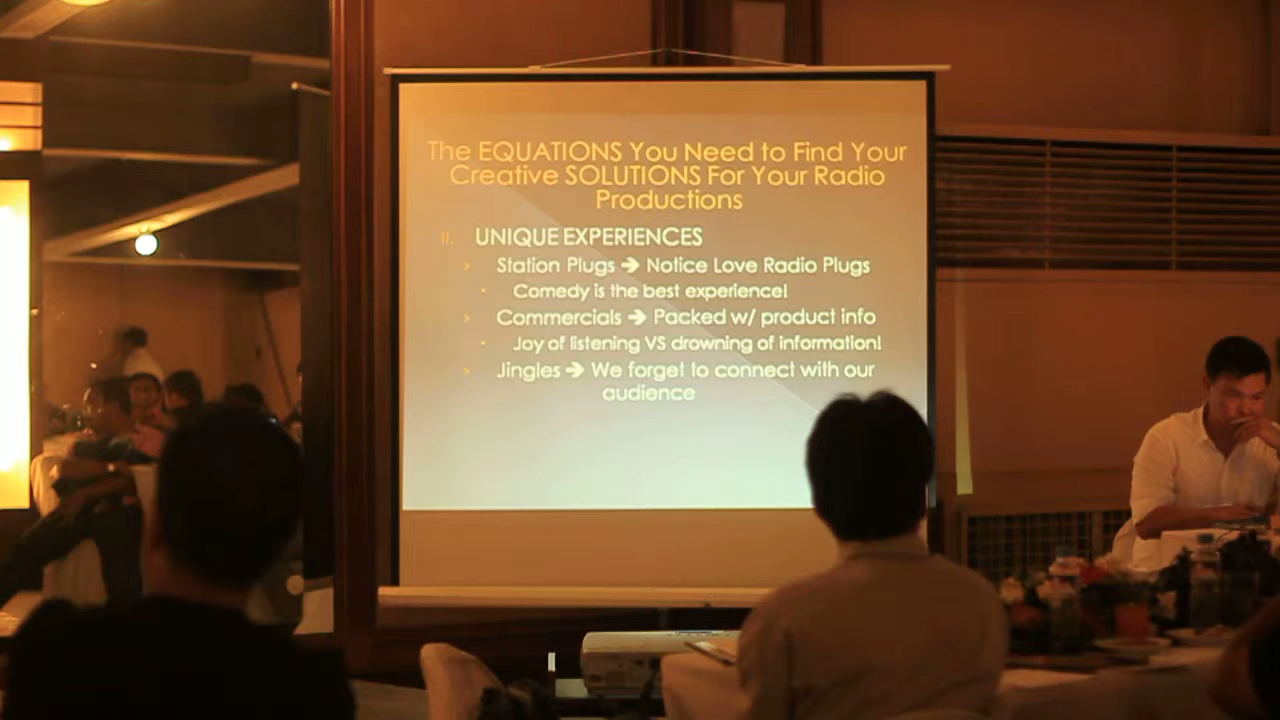 The EQUATIONS You Need to Find Your
Creative SOLUTIONS For Your Radio
Productions
II. UNIQUE EXPERIENCES
Station Plugs ➔ Notice Love Radio Plugs
Comedy is the best experience!
Commercials ➔ Packed w/ product info
Joy of listening VS drowning of information!
Jingles ➔ We forget to connect with our
audience